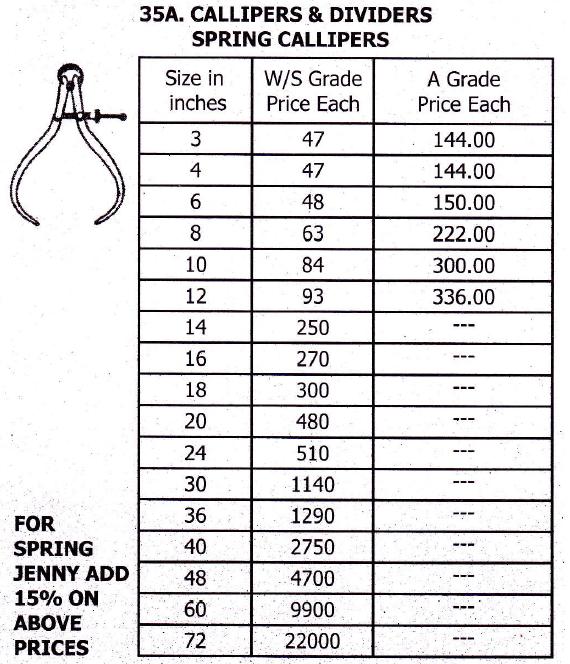 35A. CALLIPERS & DIVIDERS
SPRING CALLIPERS
Size in inches W/S Grade Price Each A Grade Price Each
3 47 144.00
4 47 144.00
6 48 150.00
8 63 222.00
10 84 300.00
12 93 336.00
14 250 ---
16 270 ---
18 300 ---
20 480 ---
24 510 ---
30 1140 ---
36 1290 ---
40 2750 ---
48 4700 ---
60 9900 ---
72 22000 ---
FOR
SPRING
JENNY ADD
15% ON
ABOVE
PRICES